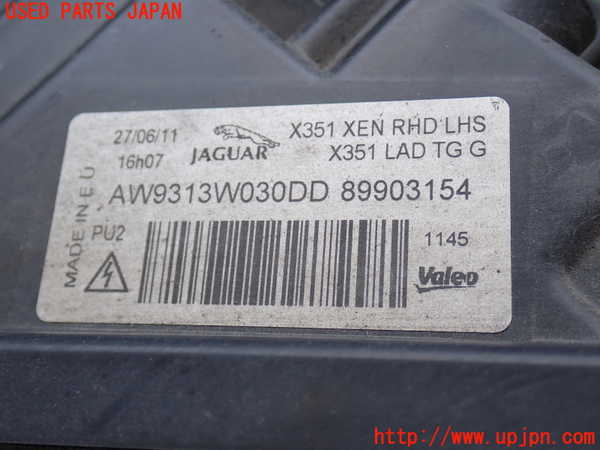 USED PARTS JAPAN
27/06/11
16h07
JAGUAR
X351 XEN RHD LHS
X351 LAD TG G
MADE IN EU
AW9313W030DD 89903154
PU2
1145
Valeo
http://www.upjpn.com